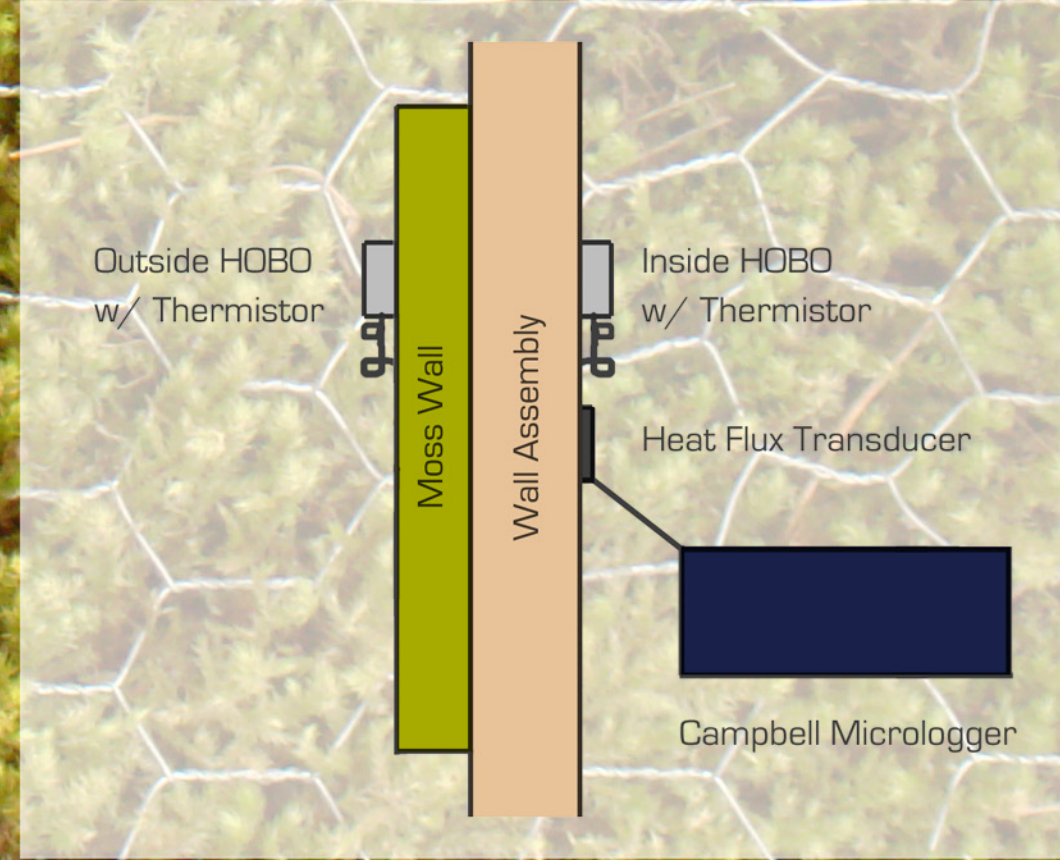 Outside HOBO
w/ Thermistor
Moss Wall
Wall Assembly
Inside HOBO
w/ Thermistor
Heat Flux Transducer
Campbell Micrologger